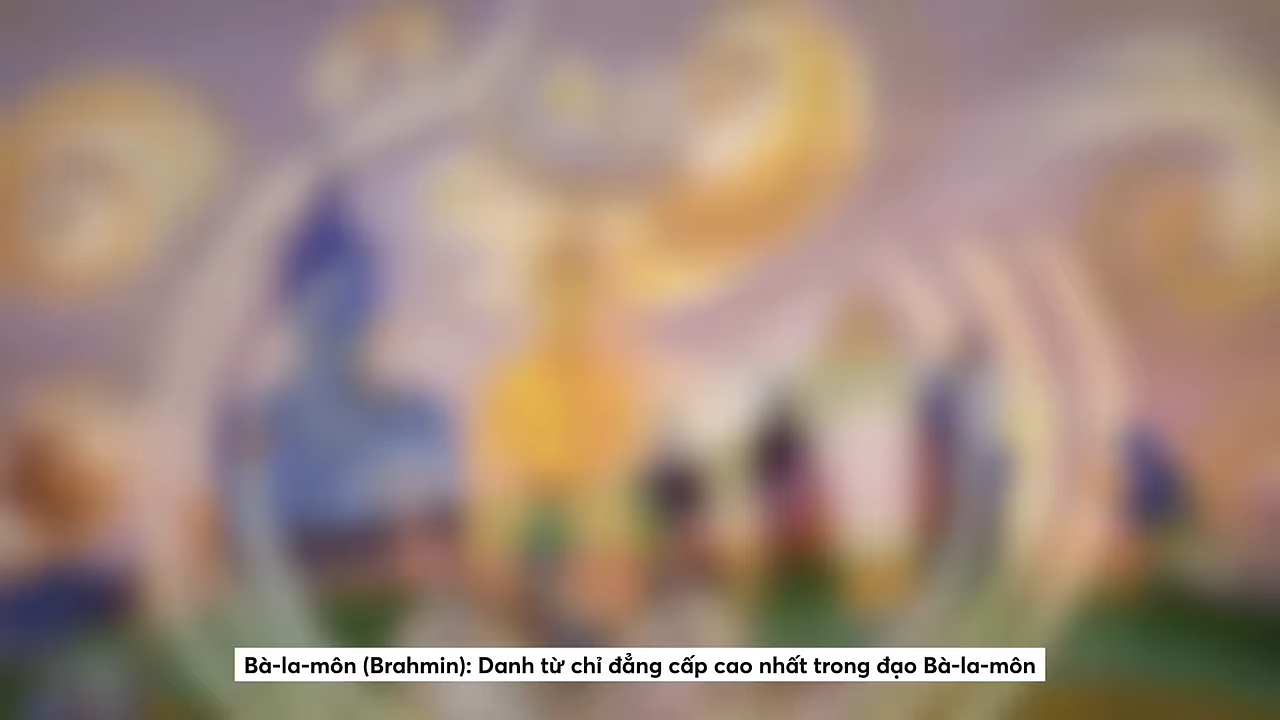 Bà-la-môn (Brahmin): Danh từ chỉ đẳng cấp cao nhất trong đạo Bà-la-môn